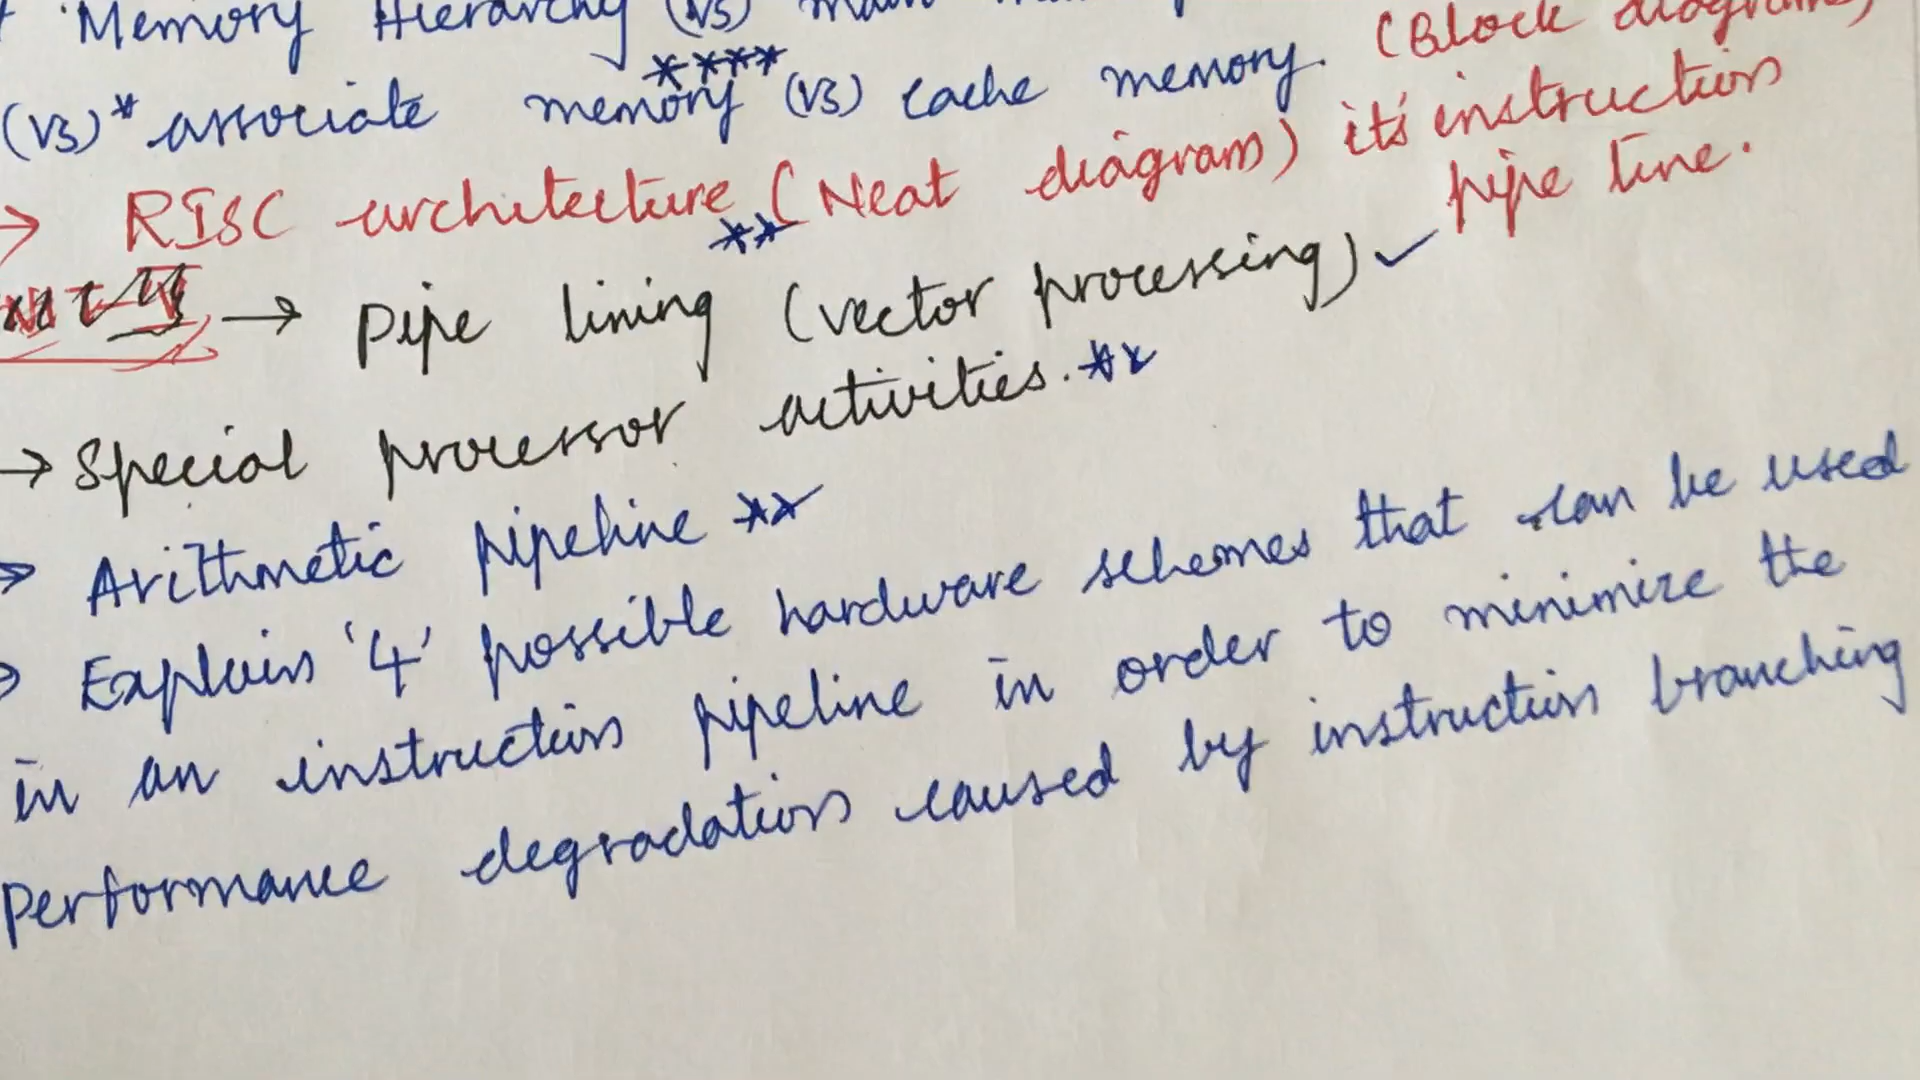 Memory Hierarchy (VS) main
(Block diagram)
(VS)* associate memory **** (VS) cache memory.
→ RISC architecture (Neat diagram) it's instruction pipe line.
→ Pipe lining ** (vector processing) ✓
→ Special processor activities. **
→ Arithmetic pipeline **
→ Explain '4' possible hardware schemes that can be used
in an instruction pipeline in order to minimize the
Performance degradation caused by instruction branching